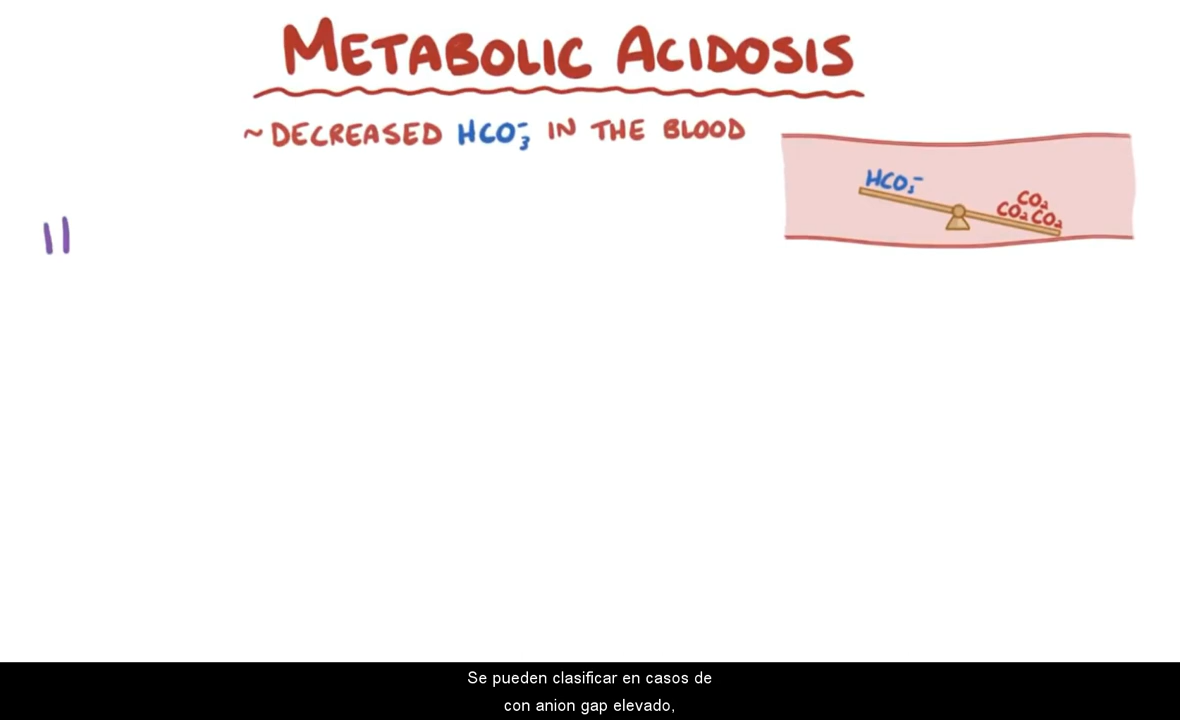 METABOLIC ACIDOSIS
~ DECREASED HCO₃⁻ IN THE BLOOD
HCO₃⁻
CO₂
CO₂ CO₂
Se pueden clasificar en casos de
con anion gap elevado,